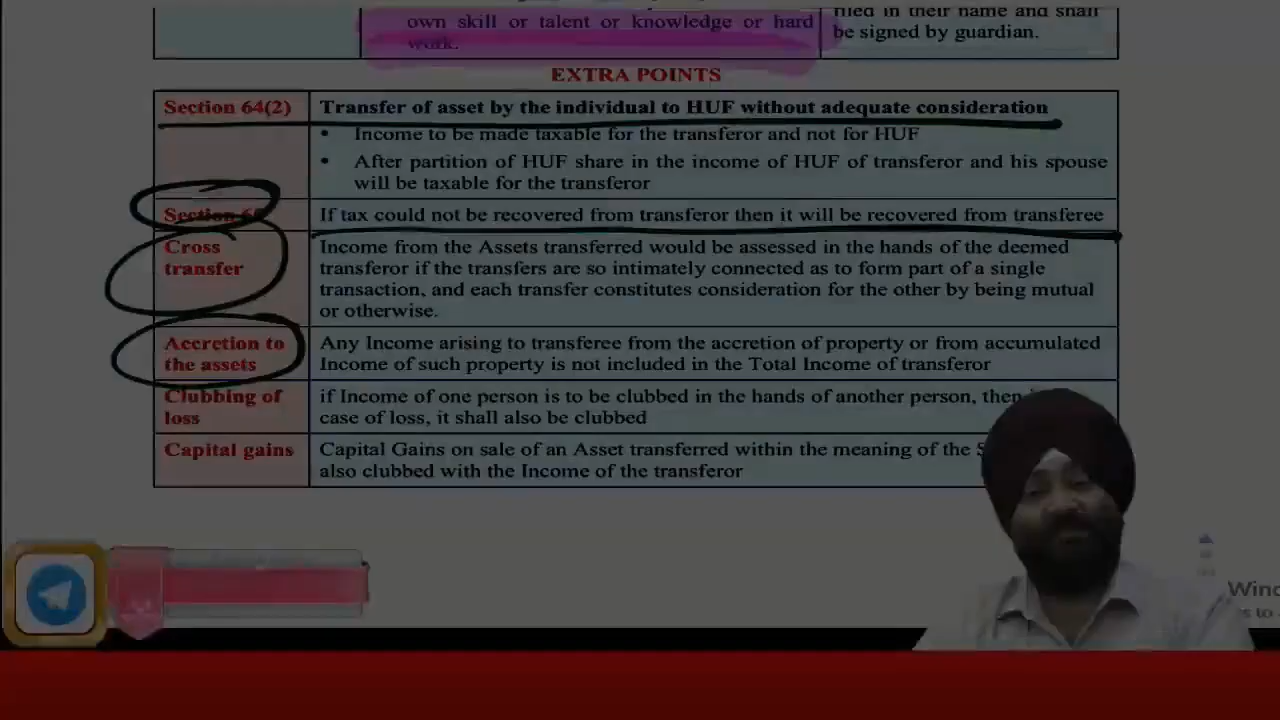 own skill or talent or knowledge or hard
work.
filed in their name and shall
be signed by guardian.
EXTRA POINTS
Section 64(2)
Transfer of asset by the individual to HUF without adequate consideration
• Income to be made taxable for the transferor and not for HUF
• After partition of HUF share in the income of HUF of transferor and his spouse
will be taxable for the transferor
Section
If tax could not be recovered from transferor then it will be recovered from transferee
Cross
transfer
Income from the Assets transferred would be assessed in the hands of the deemed
transferor if the transfers are so intimately connected as to form part of a single
transaction, and each transfer constitutes consideration for the other by being mutual
or otherwise.
Accretion to
the assets
Any Income arising to transferee from the accretion of property or from accumulated
Income of such property is not included in the Total Income of transferor
Clubbing of
loss
if Income of one person is to be clubbed in the hands of another person, then
case of loss, it shall also be clubbed
Capital gains
Capital Gains on sale of an Asset transferred within the meaning of the
also clubbed with the Income of the transferor